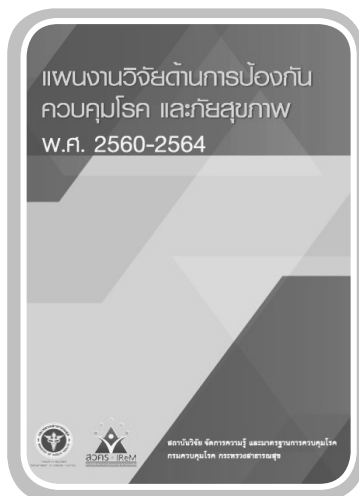 แผนงานวิจัยด้านการป้องกัน
ควบคุมโรค และภัยสุขภาพ
พ.ศ. 2560-2564
สวคร IReM
สถาบันวิจัย จัดการความรู้ และมาตรฐานการควบคุมโรค
กรมควบคุมโรค กระทรวงสาธารณสุข